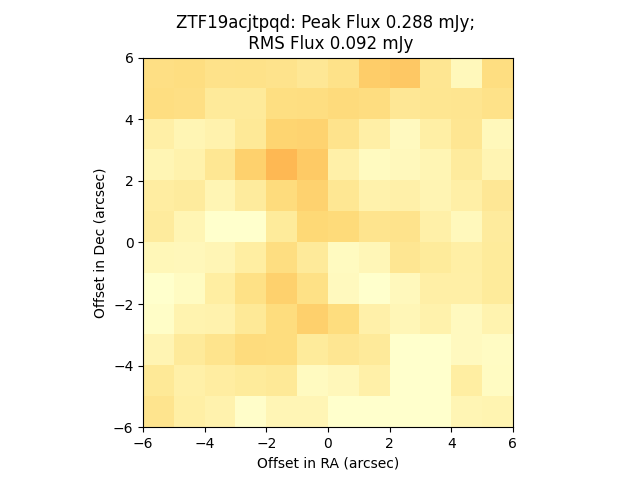 ZTF19acjtpqd: Peak Flux 0.288 mJy;
RMS Flux 0.092 mJy
6
4
2
0
−2
−4
−6
Offset in Dec (arcsec)
−6 −4 −2 0 2 4 6
Offset in RA (arcsec)